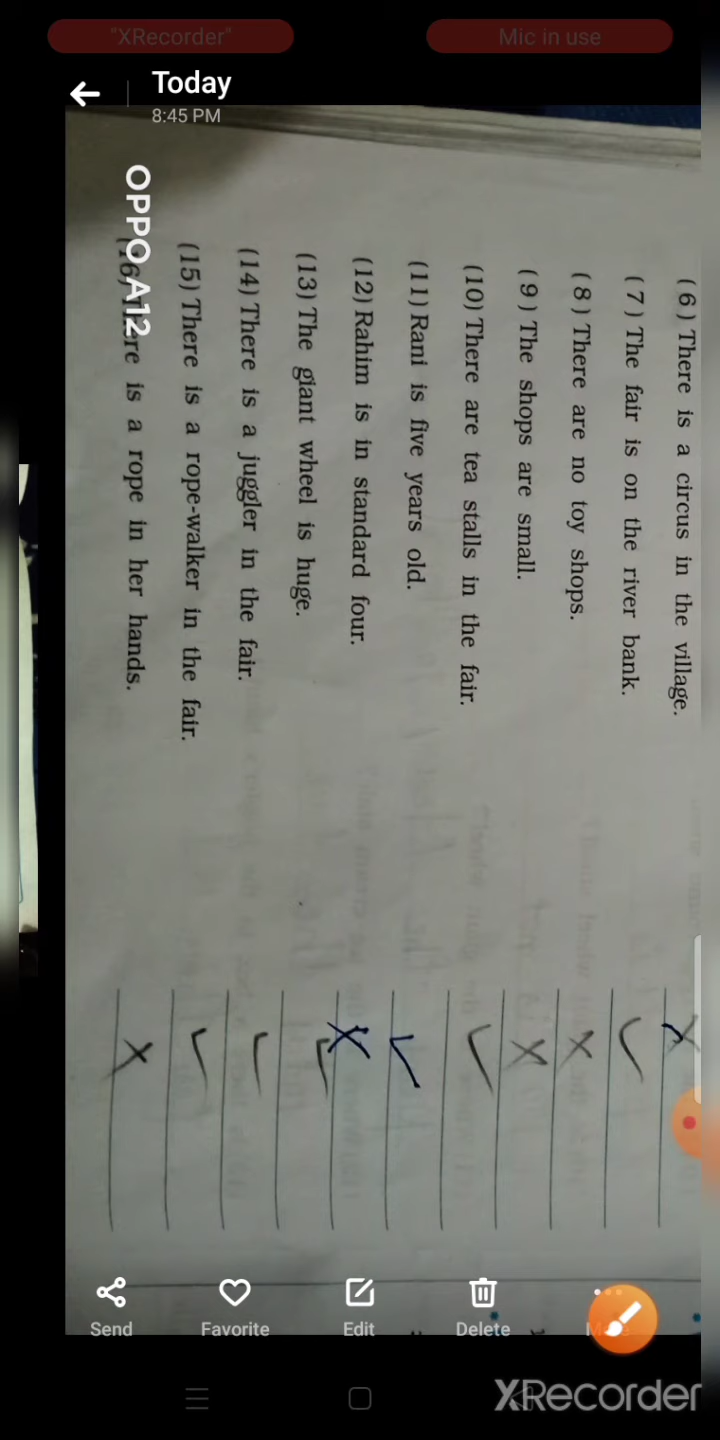 "XRecorder"
Mic in use
Today
8:45 PM
OPPO A12
(6) There is a circus in the village. X
(7) The fair is on the river bank. ✓
(8) There are no toy shops. X
(9) The shops are small. X
(10) There are tea stalls in the fair. ✓
(11) Rani is five years old. ✓
(12) Rahim is in standard four. X
(13) The giant wheel is huge. ✓
(14) There is a juggler in the fair. ✓
(15) There is a rope-walker in the fair. ✓
(16) There is a rope in her hands. X
Send
Favorite
Edit
Delete
XRecorder